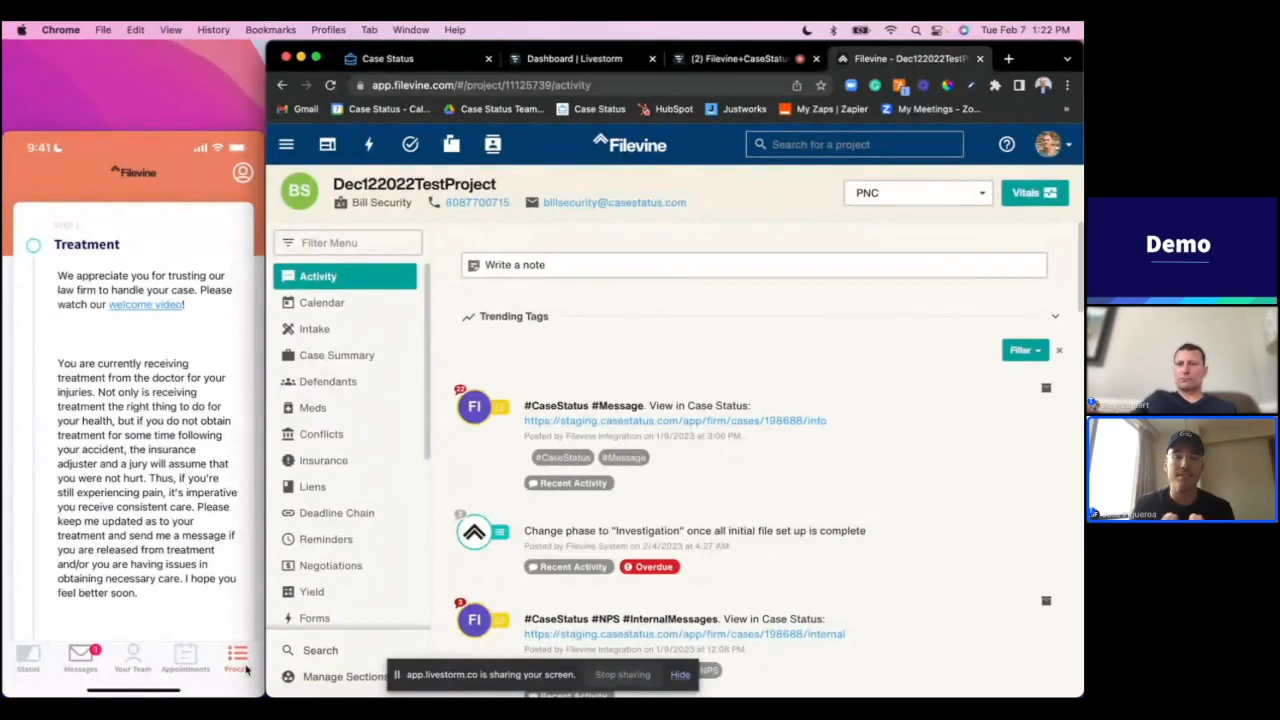 Chrome File Edit View History Bookmarks Profiles Tab Window Help
Tue Feb 7 1:22 PM
Case Status
Dashboard | Livestorm
(2) Filevine+CaseStatu
Filevine - Dec122022TestP
app.filevine.com/#/project/11125739/activity
Gmail
Case Status - Cal...
Case Status Team...
Case Status
HubSpot
Justworks
My Zaps | Zapier
My Meetings - Zo...
»
Filevine
Search for a project
BS
Dec122022TestProject
Bill Security
6087700715
billsecurity@casestatus.com
PNC
Vitals
Filter Menu
Activity
Calendar
Intake
Case Summary
Defendants
Meds
Conflicts
Insurance
Liens
Deadline Chain
Reminders
Negotiations
Yield
Forms
Search
Manage Sections
Write a note
Trending Tags
Filter
22
FI
#CaseStatus #Message. View in Case Status:
https://staging.casestatus.com/app/firm/cases/198688/info
Posted by Filevine Integration on 1/9/2023 at 3:00 PM.
#CaseStatus #Message
Recent Activity
Change phase to "Investigation" once all initial file set up is complete
Posted by Filevine System on 2/4/2023 at 4:27 AM
Recent Activity Overdue
3
FI
#CaseStatus #NPS #InternalMessages. View in Case Status:
https://staging.casestatus.com/app/firm/cases/198688/internal
Posted by Filevine Integration on 1/9/2023 at 12:08 PM.
NPS
app.livestorm.co is sharing your screen.
Stop sharing
Hide
9:41
Filevine
Treatment
We appreciate you for trusting our
law firm to handle your case. Please
watch our welcome video!
You are currently receiving
treatment from the doctor for your
injuries. Not only is receiving
treatment the right thing to do for
your health, but if you do not obtain
treatment for some time following
your accident, the insurance
adjuster and a jury will assume that
you were not hurt. Thus, if you're
still experiencing pain, it's imperative
you receive consistent care. Please
keep me updated as to your
treatment and send me a message if
you are released from treatment
and/or you are having issues in
obtaining necessary care. I hope you
feel better soon.
Status
Messages
1
Your Team
Appointments
Demo